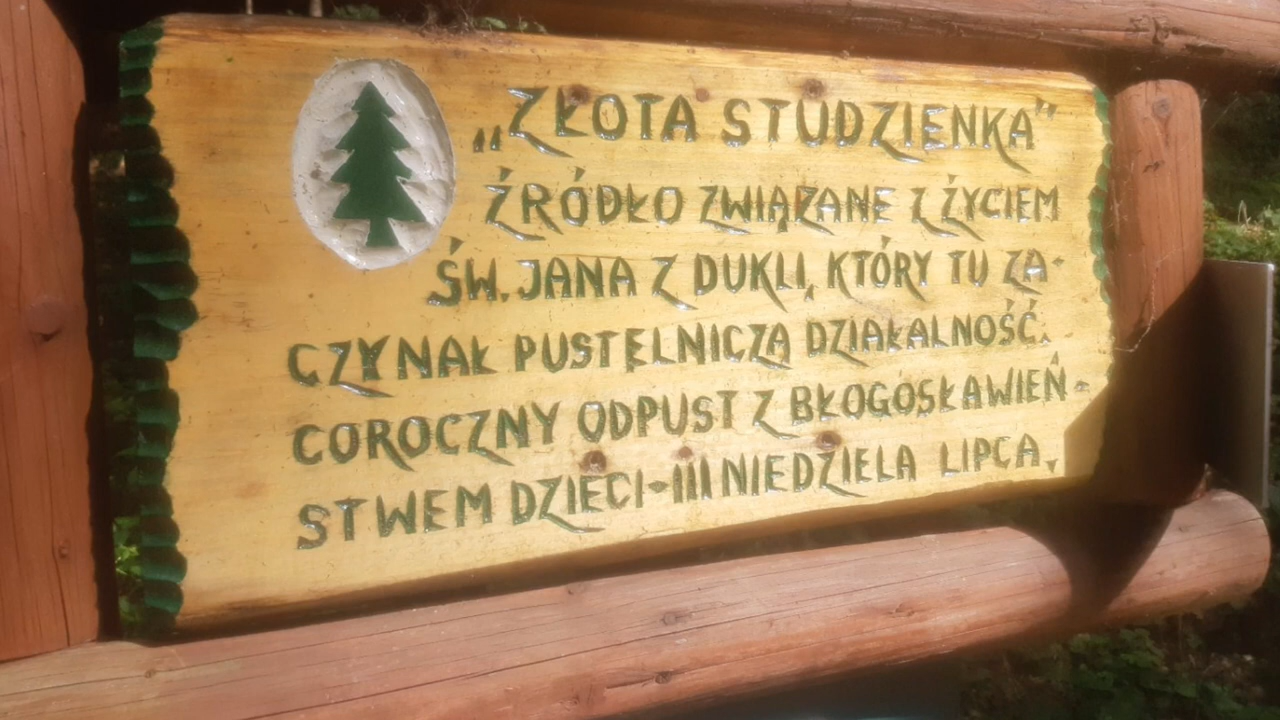 „ZŁOTA STUDZIENKA”
ŹRÓDŁO ZWIĄZANE Z ŻYCIEM
ŚW. JANA Z DUKLI, KTÓRY TU ZA-
CZYNAŁ PUSTELNICZĄ DZIAŁALNOŚĆ.
COROCZNY ODPUST Z BŁOGOSŁAWIEŃ-
STWEM DZIECI-III NIEDZIELA LIPCA.